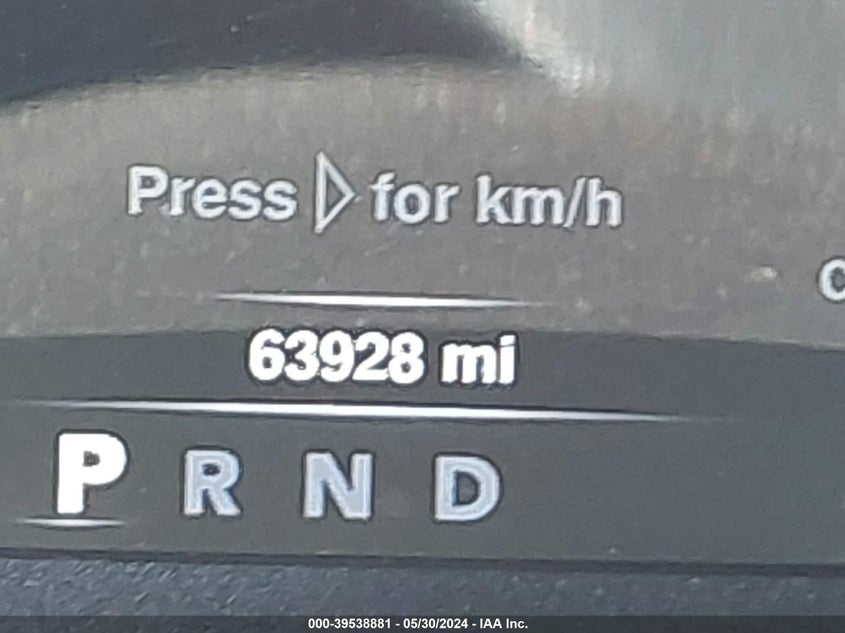 Press ▷ for km/h
63928 mi
P R N D
000-39538881 - 05/30/2024 - IAA Inc.